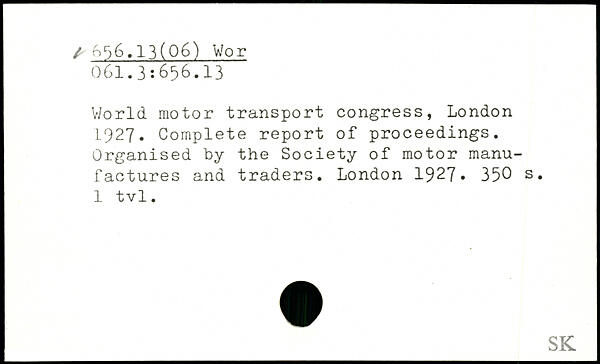 656.13(06) Wor
061.3:656.13
World motor transport congress, London
1927. Complete report of proceedings.
Organised by the Society of motor manu-
factures and traders. London 1927. 350 s.
1 tvl.
SK